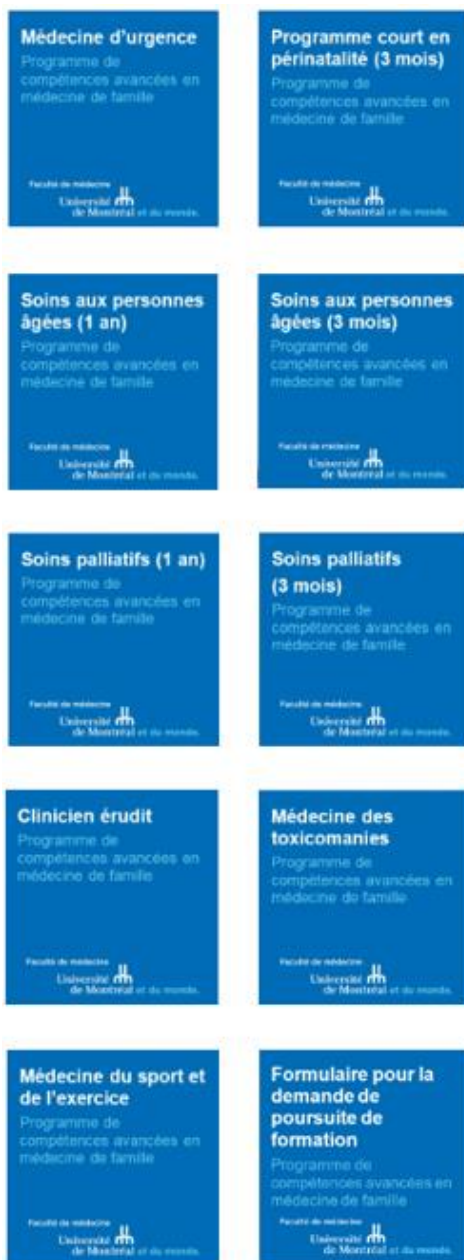 Médecine d'urgence
Programme de
compétences avancées en
médecine de famille
Faculté de médecine
Université
de Montréal et du monde.
Programme court en
périnatalité (3 mois)
Programme de
compétences avancées en
médecine de famille
Faculté de médecine
Université
de Montréal et du monde.
Soins aux personnes
âgées (1 an)
Programme de
compétences avancées en
médecine de famille
Faculté de médecine
Université
de Montréal et du monde.
Soins aux personnes
âgées (3 mois)
Programme de
compétences avancées en
médecine de famille
Faculté de médecine
Université
de Montréal et du monde.
Soins palliatifs (1 an)
Programme de
compétences avancées en
médecine de famille
Faculté de médecine
Université
de Montréal et du monde.
Soins palliatifs
(3 mois)
Programme de
compétences avancées en
médecine de famille
Faculté de médecine
Université
de Montréal et du monde.
Clinicien érudit
Programme de
compétences avancées en
médecine de famille
Faculté de médecine
Université
de Montréal et du monde.
Médecine des
toxicomanies
Programme de
compétences avancées en
médecine de famille
Faculté de médecine
Université
de Montréal et du monde.
Médecine du sport et
de l'exercice
Programme de
compétences avancées en
médecine de famille
Faculté de médecine
Université
de Montréal et du monde.
Formulaire pour la
demande de
poursuite de
formation
Programme de
compétences avancées en
médecine de famille
Faculté de médecine
Université
de Montréal et du monde.